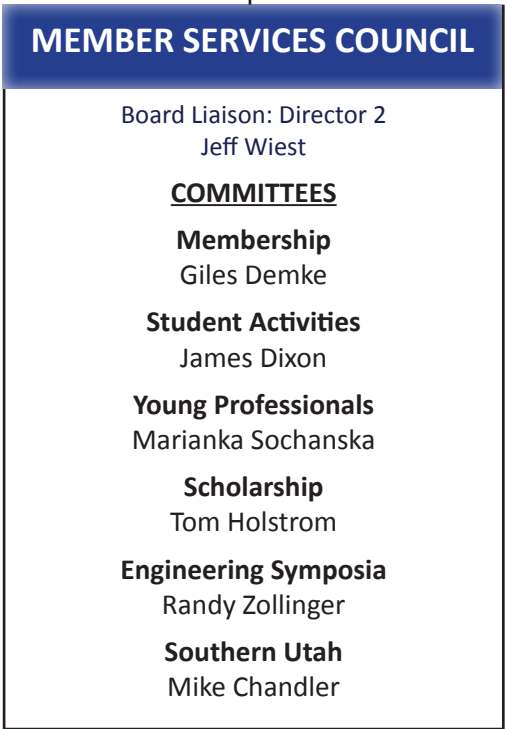 MEMBER SERVICES COUNCIL
Board Liaison: Director 2
Jeff Wiest
COMMITTEES
Membership
Giles Demke
Student Activities
James Dixon
Young Professionals
Marianka Sochanska
Scholarship
Tom Holstrom
Engineering Symposia
Randy Zollinger
Southern Utah
Mike Chandler